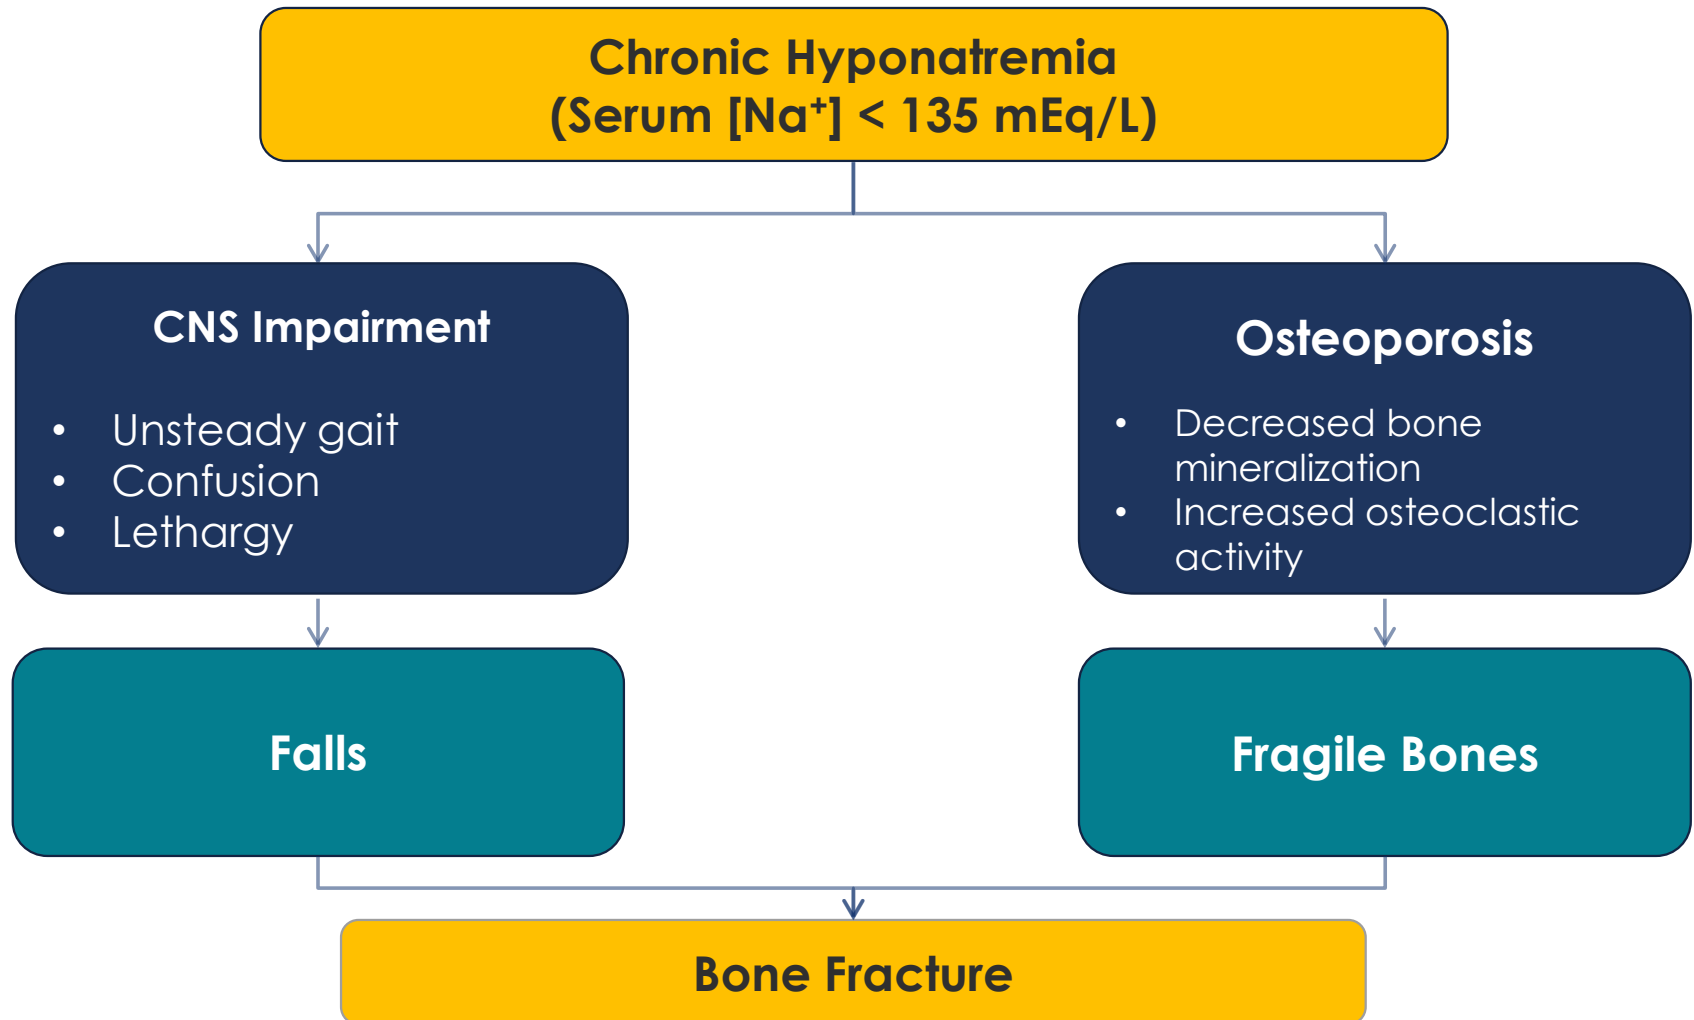 Chronic Hyponatremia
(Serum [Na⁺] < 135 mEq/L)
CNS Impairment
• Unsteady gait
• Confusion
• Lethargy
Osteoporosis
• Decreased bone
mineralization
• Increased osteoclastic
activity
Falls
Fragile Bones
Bone Fracture